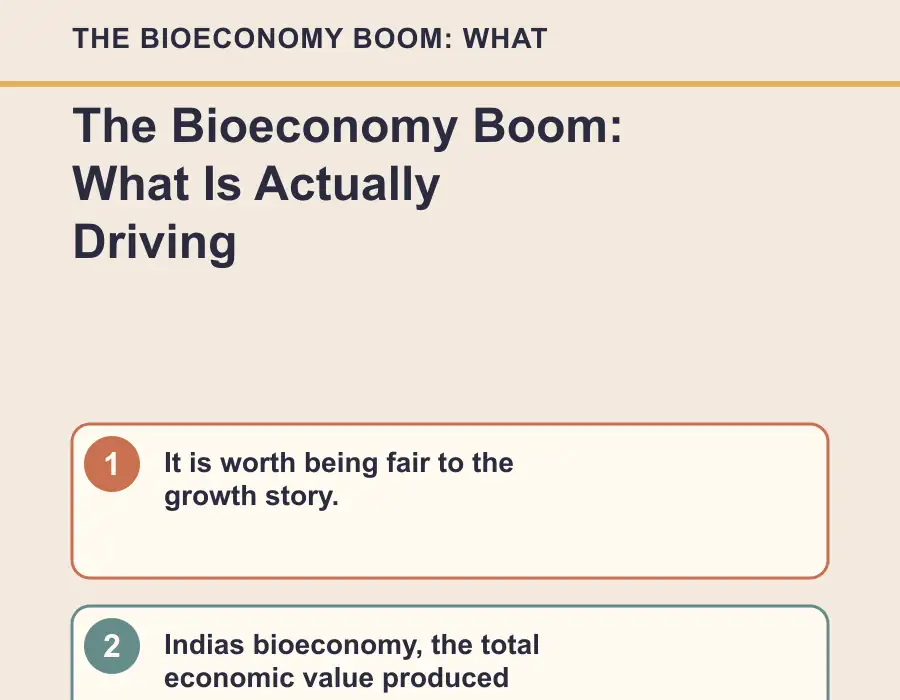 THE BIOECONOMY BOOM: WHAT
The Bioeconomy Boom:
What Is Actually
Driving
1
It is worth being fair to the
growth story.
2
Indias bioeconomy, the total
economic value produced